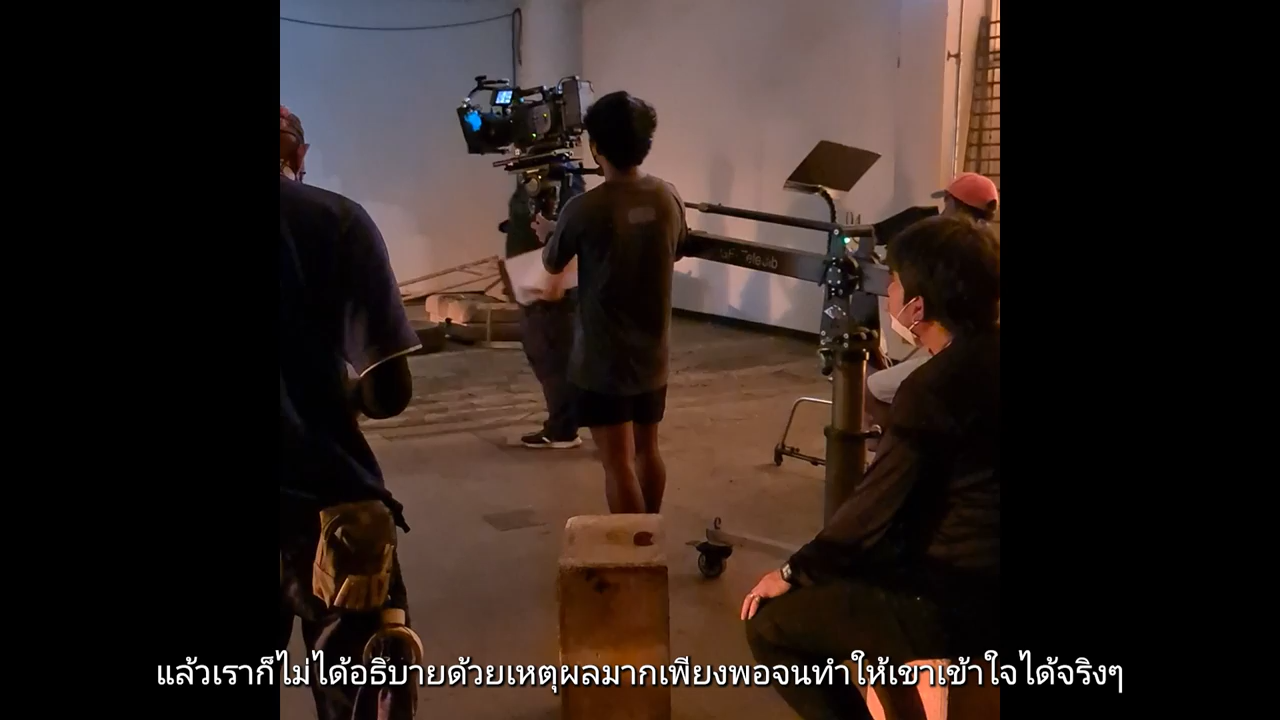 TeleJib
แล้วเราก็ไม่ได้อธิบายด้วยเหตุผลมากเพียงพอจนทำให้เขาเข้าใจได้จริงๆ